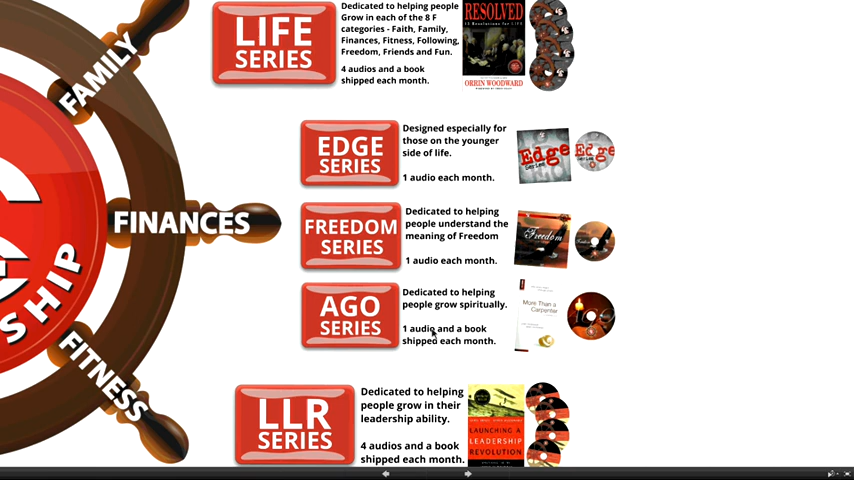 FAMILY
FINANCES
FITNESS
SHIP
LIFE
SERIES
Dedicated to helping people
Grow in each of the 8 F
categories - Faith, Family,
Finances, Fitness, Following,
Freedom, Friends and Fun.
4 audios and a book
shipped each month.
RESOLVED
13 Resolutions for LIFE
ORRIN WOODWARD
EDGE
SERIES
Designed especially for
those on the younger
side of life.
1 audio each month.
Edge
Series
Edge
FREEDOM
SERIES
Dedicated to helping
people understand the
meaning of Freedom
1 audio each month.
Freedom
AGO
SERIES
Dedicated to helping
people grow spiritually.
1 audio and a book
shipped each month.
More Than a
Carpenter
LLR
SERIES
Dedicated to helping
people grow in their
leadership ability.
4 audios and a book
shipped each month.
LAUNCHING A
LEADERSHIP
REVOLUTION